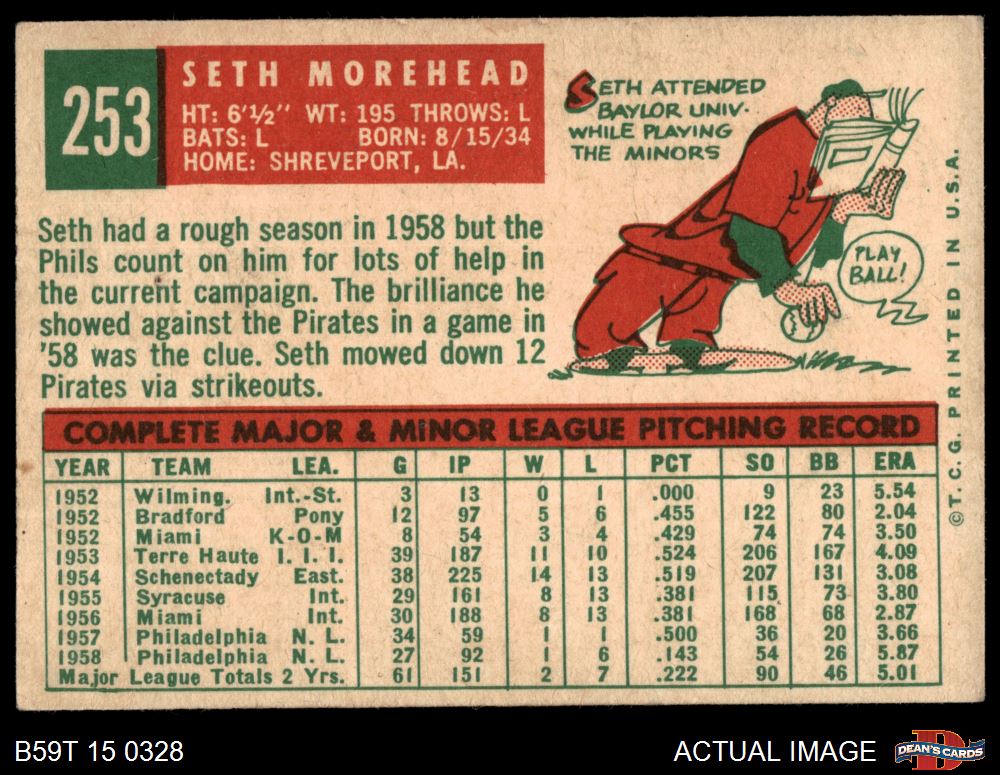 253
SETH MOREHEAD
HT: 6'½" WT: 195 THROWS: L
BATS: L BORN: 8/15/34
HOME: SHREVEPORT, LA.
SETH ATTENDED
BAYLOR UNIV.
WHILE PLAYING
THE MINORS
PLAY
BALL!
Seth had a rough season in 1958 but the
Phils count on him for lots of help in
the current campaign. The brilliance he
showed against the Pirates in a game in
'58 was the clue. Seth mowed down 12
Pirates via strikeouts.
COMPLETE MAJOR & MINOR LEAGUE PITCHING RECORD
YEAR TEAM LEA. G IP W L PCT SO BB ERA
1952 Wilming. Int.-St. 3 13 0 1 .000 9 23 5.54
1952 Bradford Pony 12 97 5 6 .455 122 80 2.04
1952 Miami K-O-M 8 54 3 4 .429 74 74 3.50
1953 Terre Haute I. I. I. 39 187 11 10 .524 206 167 4.09
1954 Schenectady East. 38 225 14 13 .519 207 131 3.08
1955 Syracuse Int. 29 161 8 13 .381 115 73 3.80
1956 Miami Int. 30 188 8 13 .381 168 68 2.87
1957 Philadelphia N. L. 34 59 1 1 .500 36 20 3.66
1958 Philadelphia N. L. 27 92 1 6 .143 54 26 5.87
Major League Totals 2 Yrs. 61 151 2 7 .222 90 46 5.01
© T. C. G. PRINTED IN U.S.A.
B59T 15 0328
ACTUAL IMAGE
DEAN'S CARDS